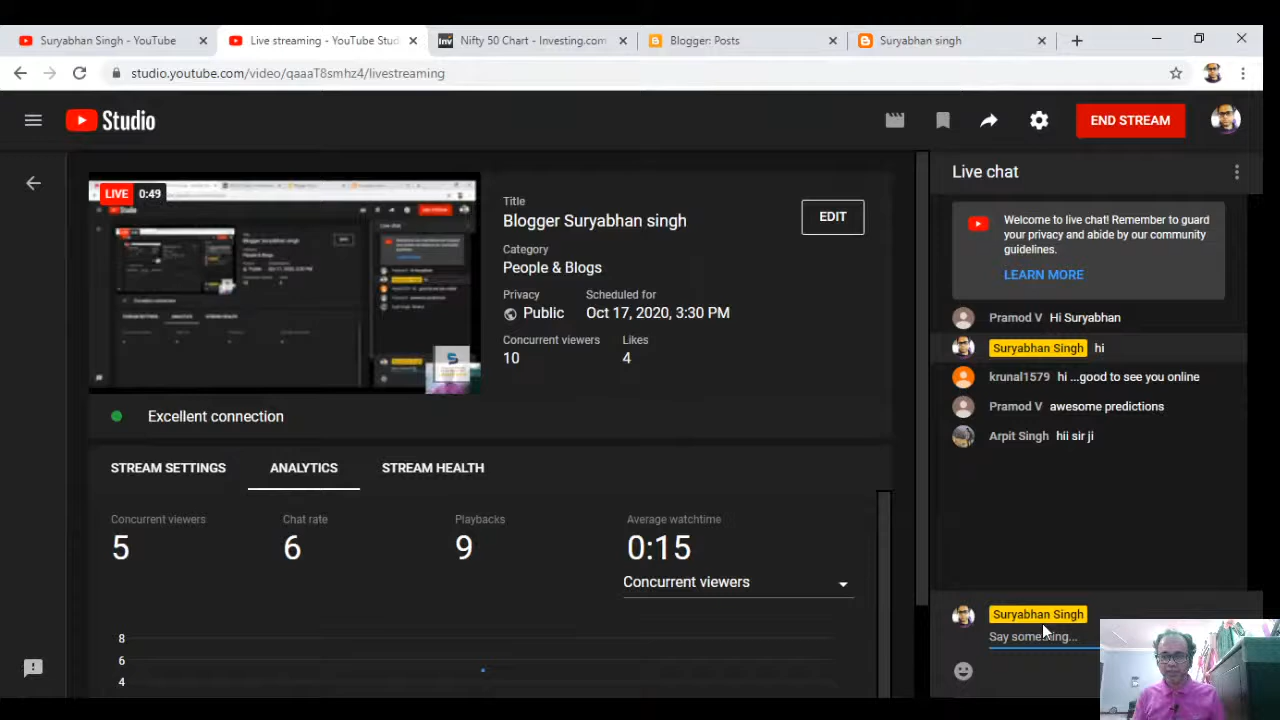 Suryabhan Singh - YouTube
Live streaming - YouTube Stud
Inv Nifty 50 Chart - Investing.com
Blogger: Posts
Suryabhan singh
studio.youtube.com/video/qaaaT8smhz4/livestreaming
Studio
END STREAM
LIVE 0:49
Title
Blogger Suryabhan singh
EDIT
Category
People & Blogs
Privacy
Public
Scheduled for
Oct 17, 2020, 3:30 PM
Concurrent viewers
10
Likes
4
Excellent connection
STREAM SETTINGS
ANALYTICS
STREAM HEALTH
Concurrent viewers
5
Chat rate
6
Playbacks
9
Average watchtime
0:15
Concurrent viewers
8
6
4
Live chat
Welcome to live chat! Remember to guard
your privacy and abide by our community
guidelines.
LEARN MORE
Pramod V Hi Suryabhan
Suryabhan Singh hi
krunal1579 hi ...good to see you online
Pramod V awesome predictions
Arpit Singh hii sir ji
Suryabhan Singh
Say something...